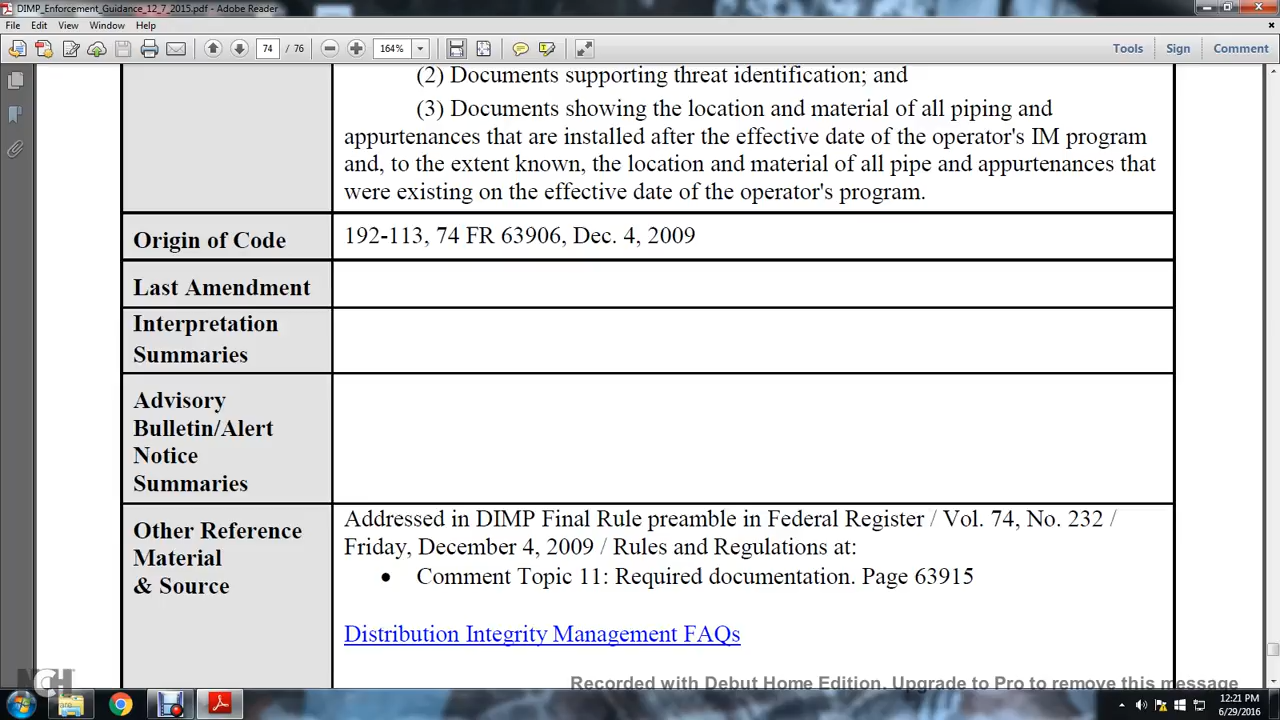 DIMP_Enforcement_Guidance_12_7_2015.pdf - Adobe Reader
File Edit View Window Help
74 / 76 164% Tools Sign Comment
(2) Documents supporting threat identification; and
(3) Documents showing the location and material of all piping and
appurtenances that are installed after the effective date of the operator's IM program
and, to the extent known, the location and material of all pipe and appurtenances that
were existing on the effective date of the operator's program.
Origin of Code
192-113, 74 FR 63906, Dec. 4, 2009
Last Amendment
Interpretation
Summaries
Advisory
Bulletin/Alert
Notice
Summaries
Other Reference
Material
& Source
Addressed in DIMP Final Rule preamble in Federal Register / Vol. 74, No. 232 /
Friday, December 4, 2009 / Rules and Regulations at:
• Comment Topic 11: Required documentation. Page 63915
Distribution Integrity Management FAQs
NCH
Recorded with Debut Home Edition. Upgrade to Pro to remove this message
12:21 PM
6/29/2016